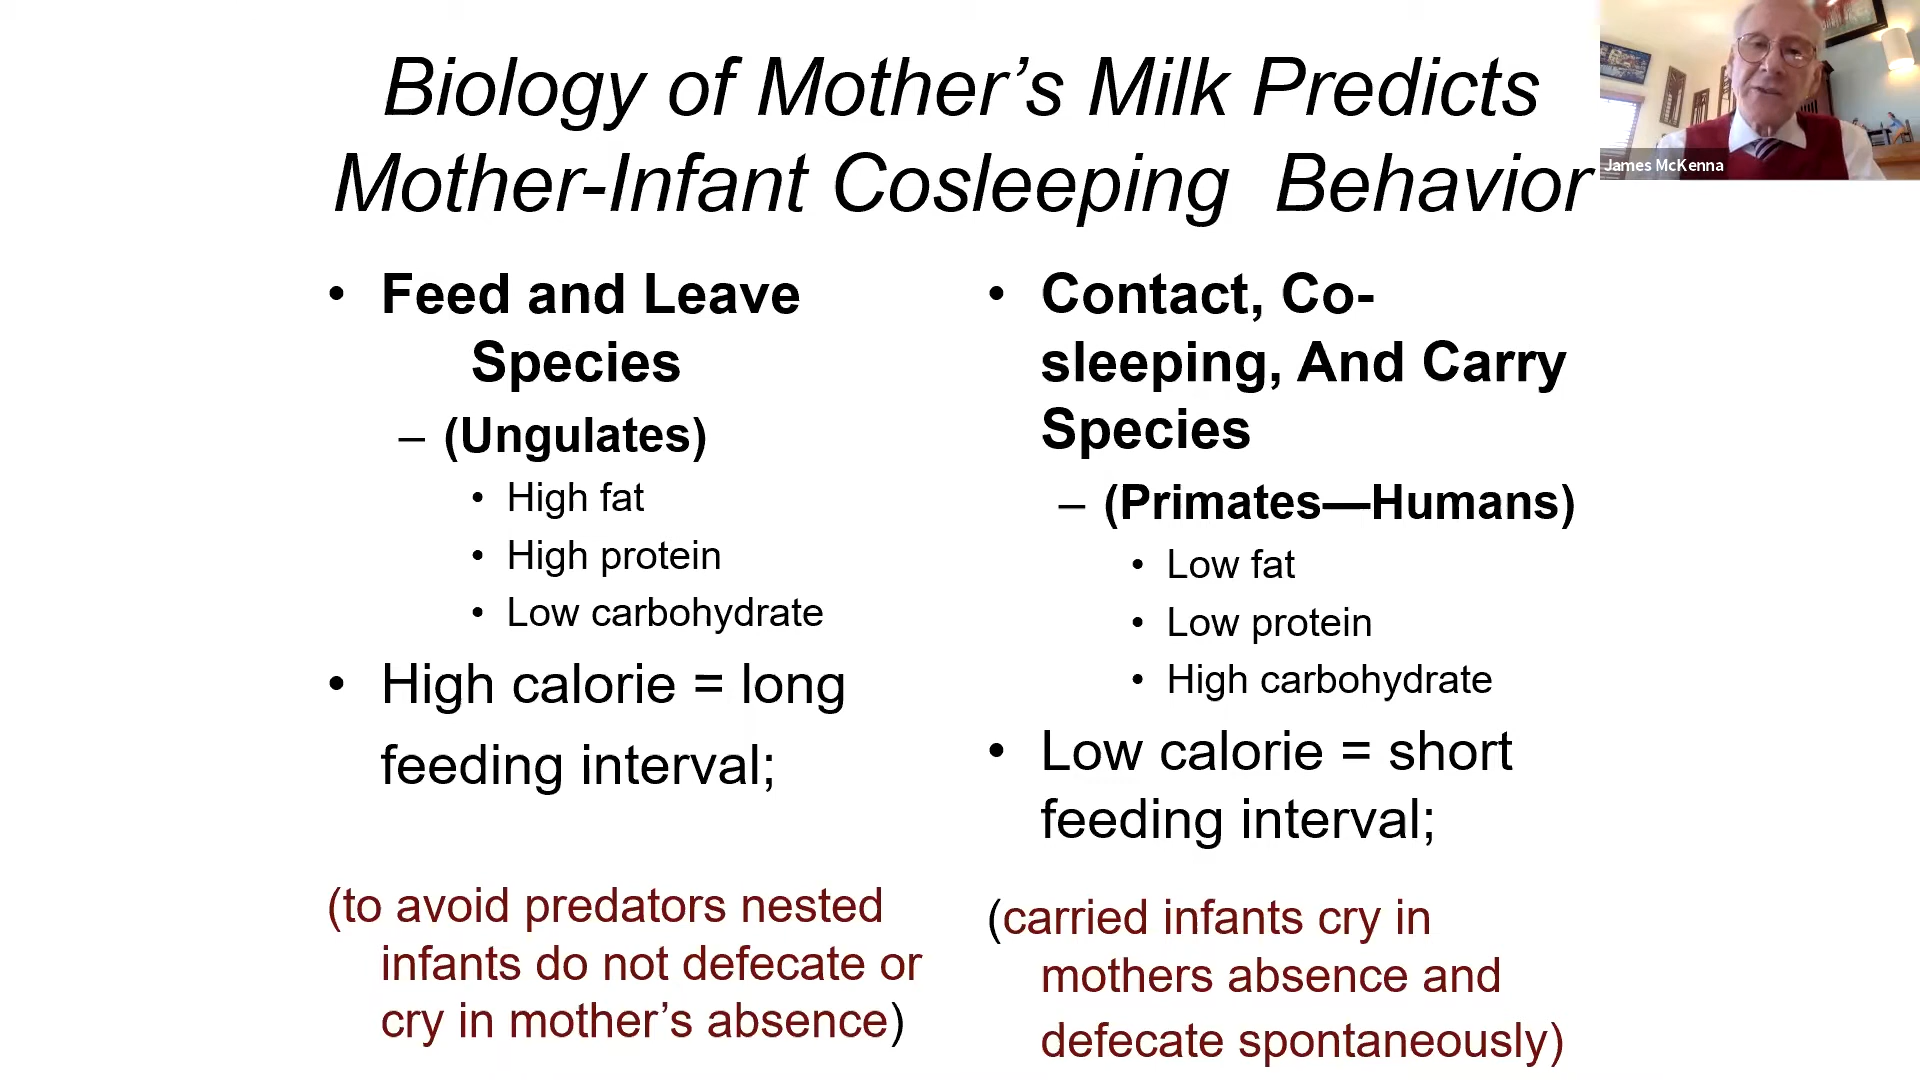 Biology of Mother’s Milk Predicts
Mother-Infant Cosleeping  Behavior
James McKenna
• Feed and Leave
Species
– (Ungulates)
• High fat
• High protein
• Low carbohydrate
• High calorie = long
feeding interval;
(to avoid predators nested
infants do not defecate or
cry in mother’s absence)
• Contact, Co-
sleeping, And Carry
Species
– (Primates—Humans)
• Low fat
• Low protein
• High carbohydrate
• Low calorie = short
feeding interval;
(carried infants cry in
mothers absence and
defecate spontaneously)